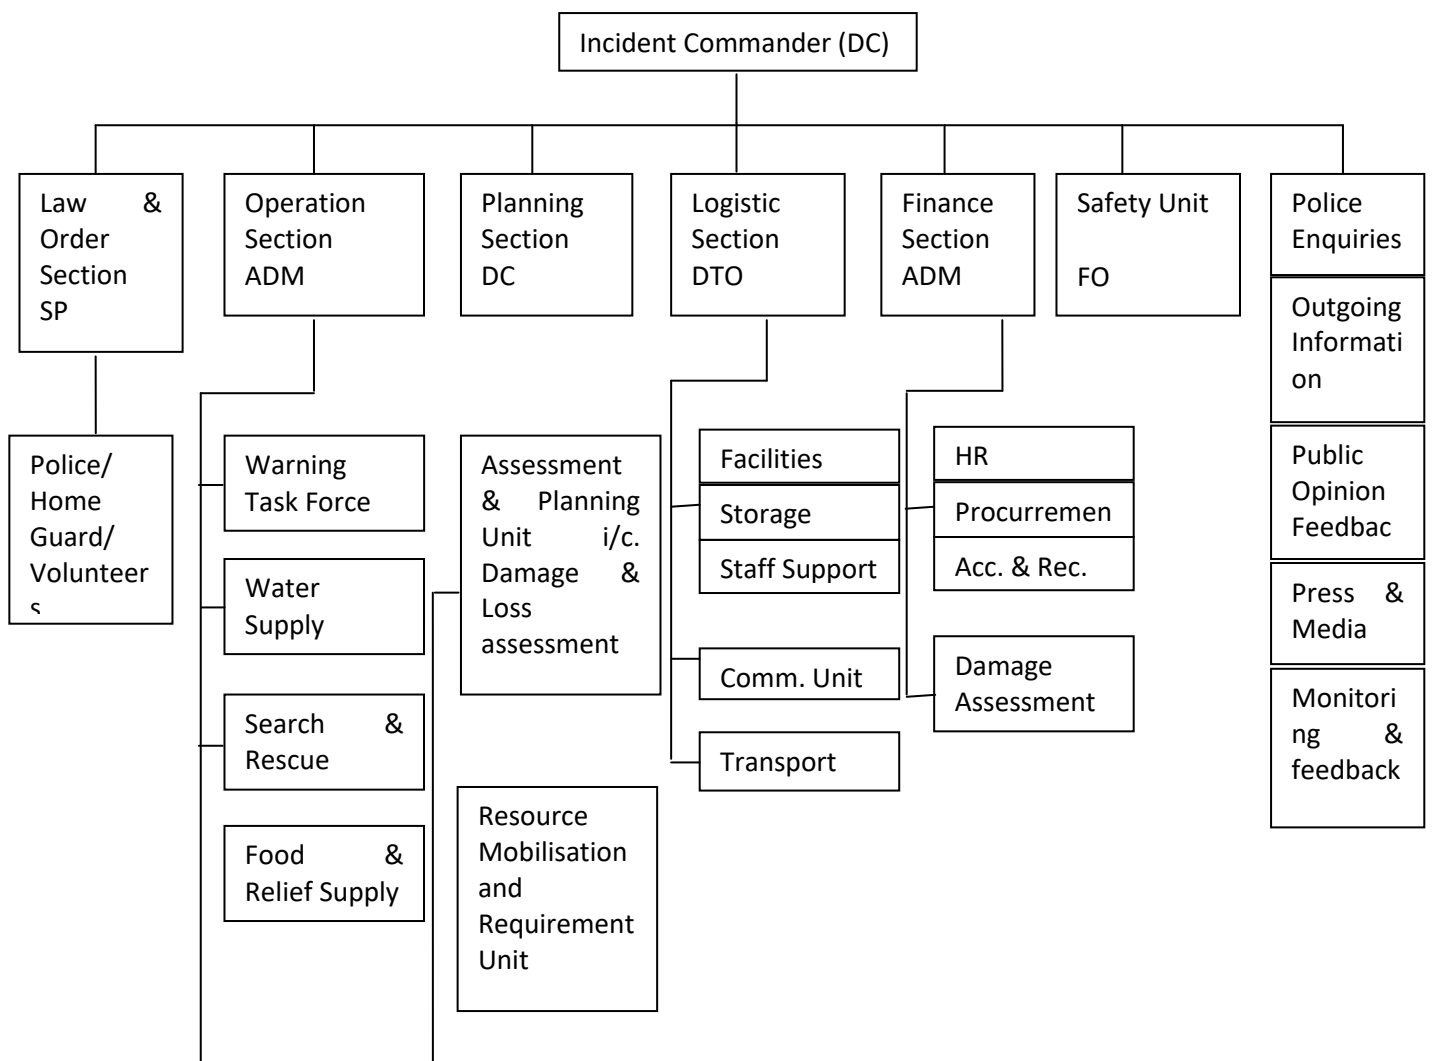 Incident Commander (DC)
Law &
Order
Section
SP
Operation
Section
ADM
Planning
Section
DC
Logistic
Section
DTO
Finance
Section
ADM
Safety Unit
FO
Police
Enquiries
Outgoing
Informati
on
Public
Opinion
Feedbac
Press &
Media
Monitori
ng &
feedback
Police/
Home
Guard/
Volunteer
s
Warning
Task Force
Water
Supply
Search &
Rescue
Food &
Relief Supply
Assessment
& Planning
Unit i/c.
Damage &
Loss
assessment
Resource
Mobilisation
and
Requirement
Unit
Facilities
Storage
Staff Support
Comm. Unit
Transport
HR
Procurremen
Acc. & Rec.
Damage
Assessment